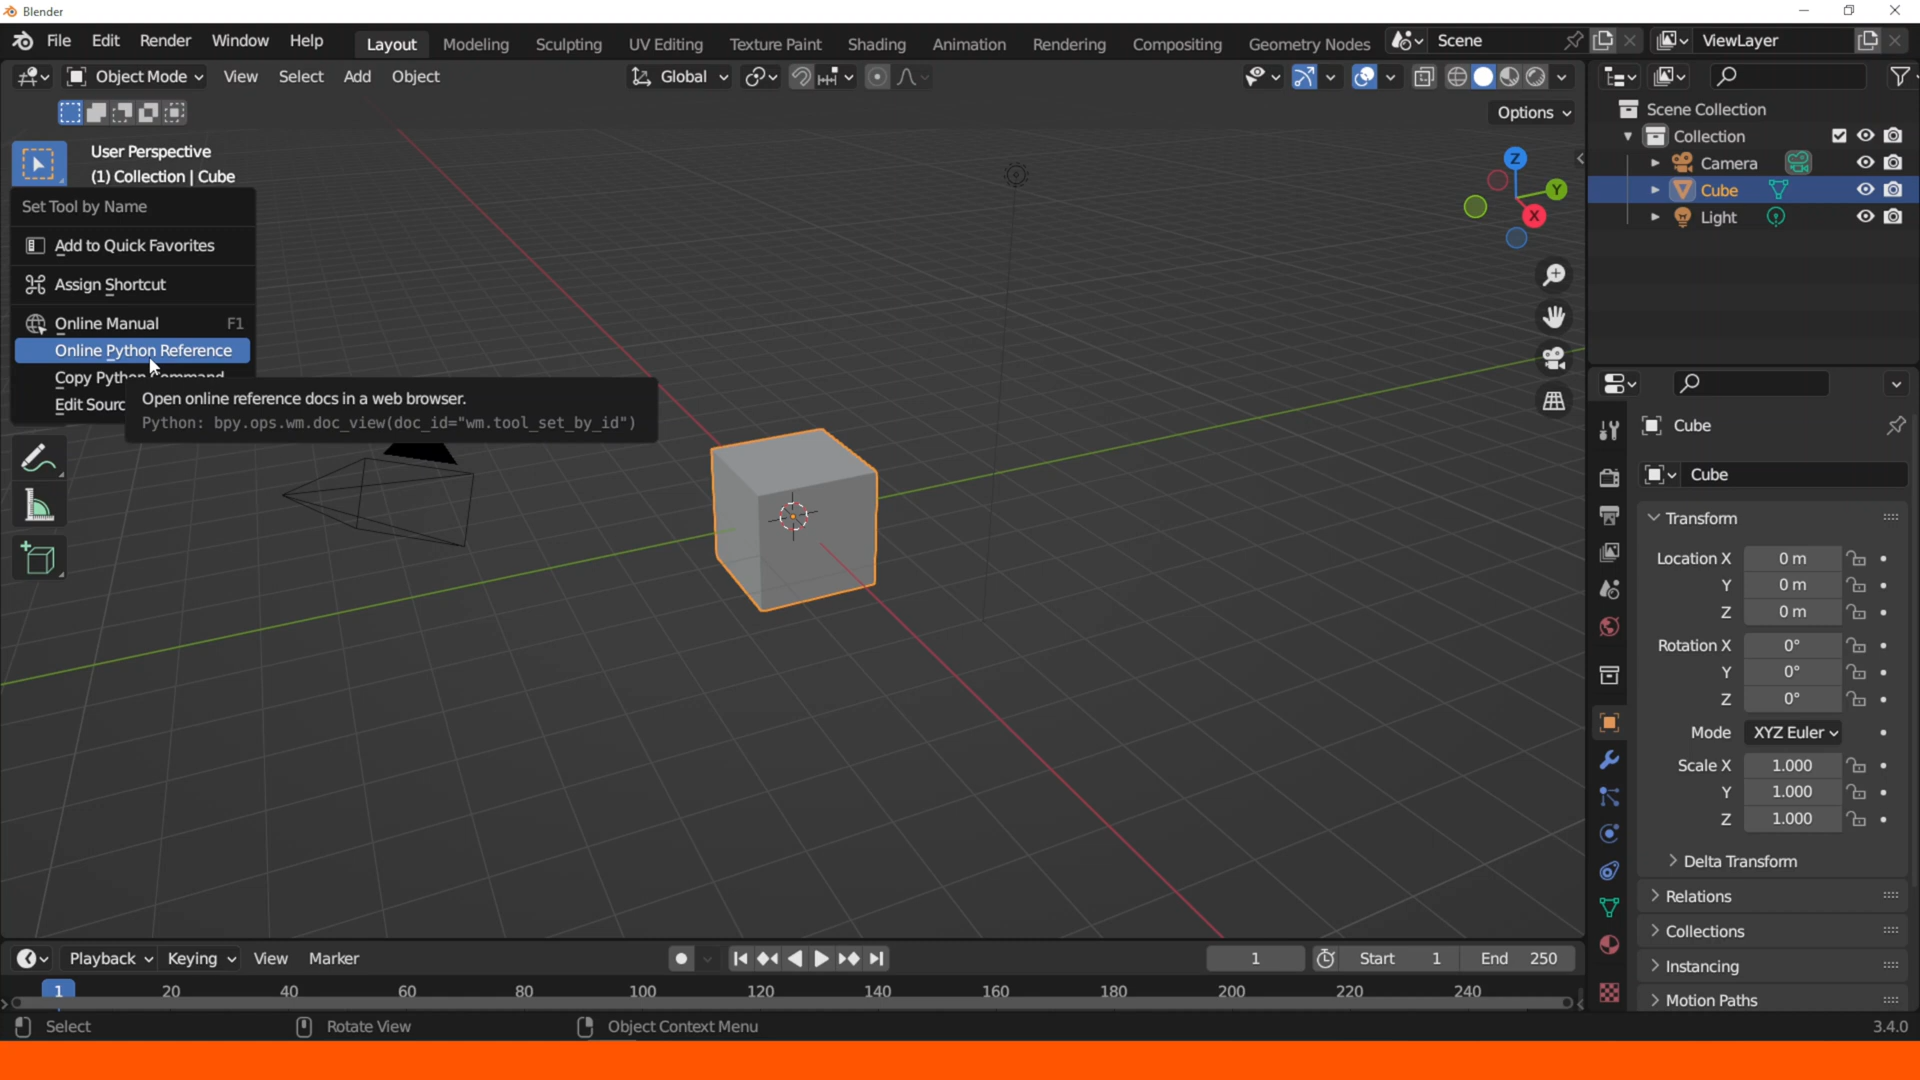 Blender
File Edit Render Window Help Layout Modeling Sculpting UV Editing Texture Paint Shading Animation Rendering Compositing Geometry Nodes Scene ViewLayer
Object Mode View Select Add Object Global
Options
User Perspective
(1) Collection | Cube
Set Tool by Name
Add to Quick Favorites
Assign Shortcut
Online Manual F1
Online Python Reference
Copy Python Command
Edit Sourc
Open online reference docs in a web browser.
Python: bpy.ops.wm.doc_view(doc_id="wm.tool_set_by_id")
Z
Y
X
Scene Collection
Collection
Camera
Cube
Light
Cube
Cube
Transform
Location X 0 m
Y 0 m
Z 0 m
Rotation X 0°
Y 0°
Z 0°
Mode XYZ Euler
Scale X 1.000
Y 1.000
Z 1.000
Delta Transform
Relations
Collections
Instancing
Motion Paths
Playback Keying View Marker 1 Start 1 End 250
1 20 40 60 80 100 120 140 160 180 200 220 240
Select Rotate View Object Context Menu 3.4.0